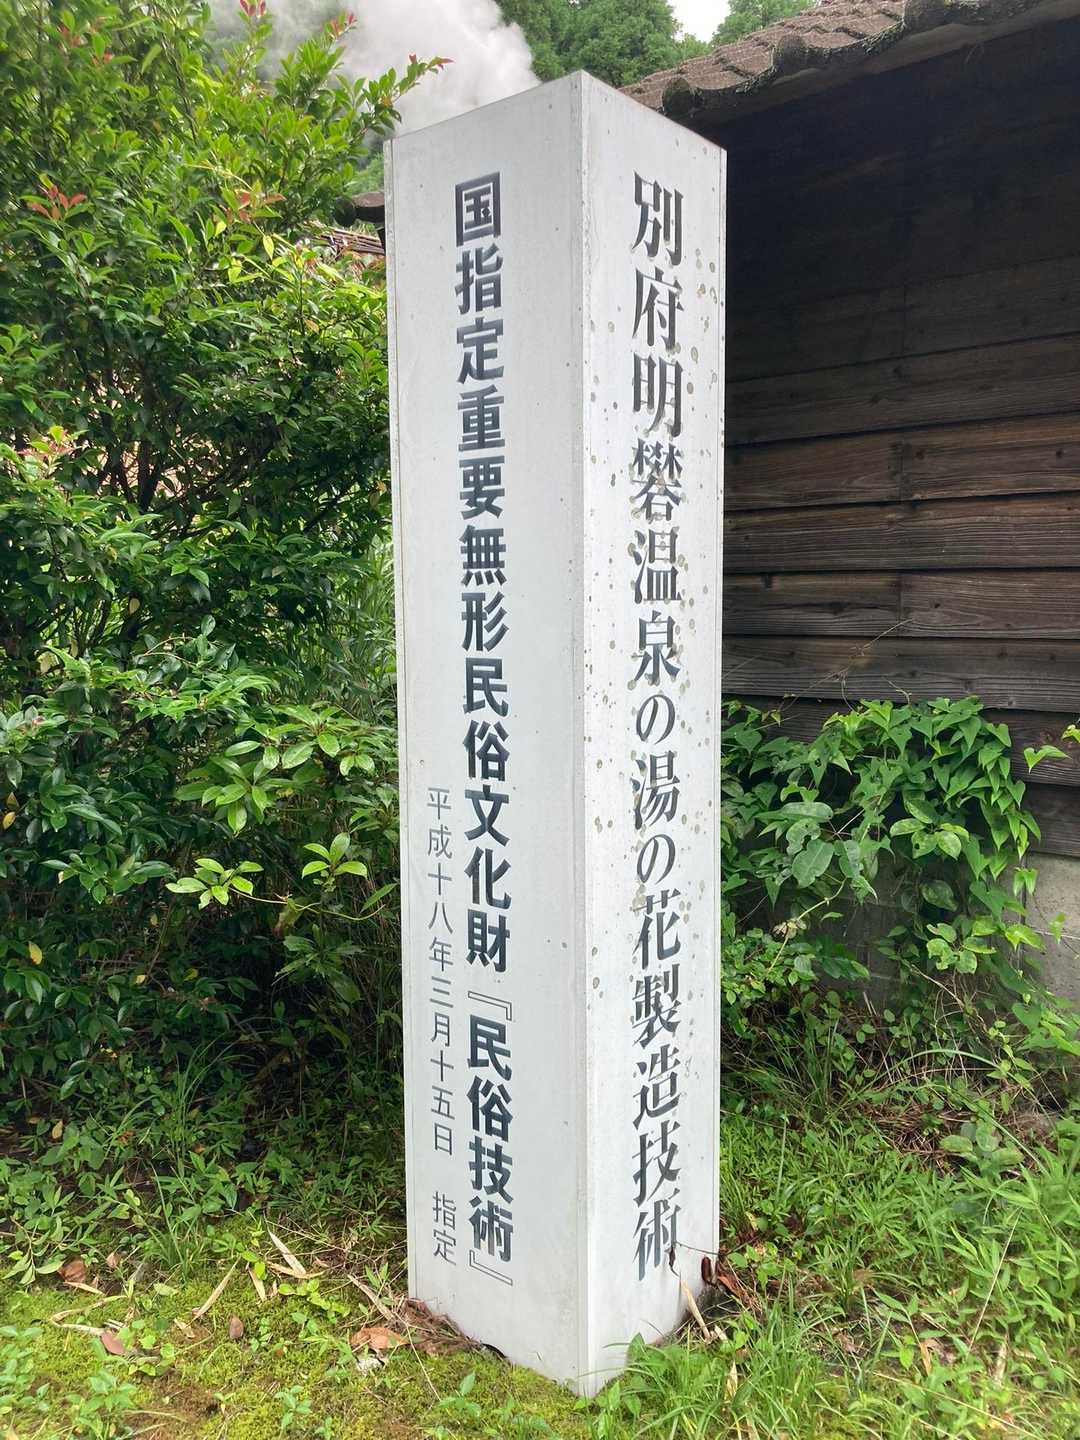 別府明礬温泉の湯の花製造技術
国指定重要無形民俗文化財『民俗技術』
平成十八年三月十五日 指定